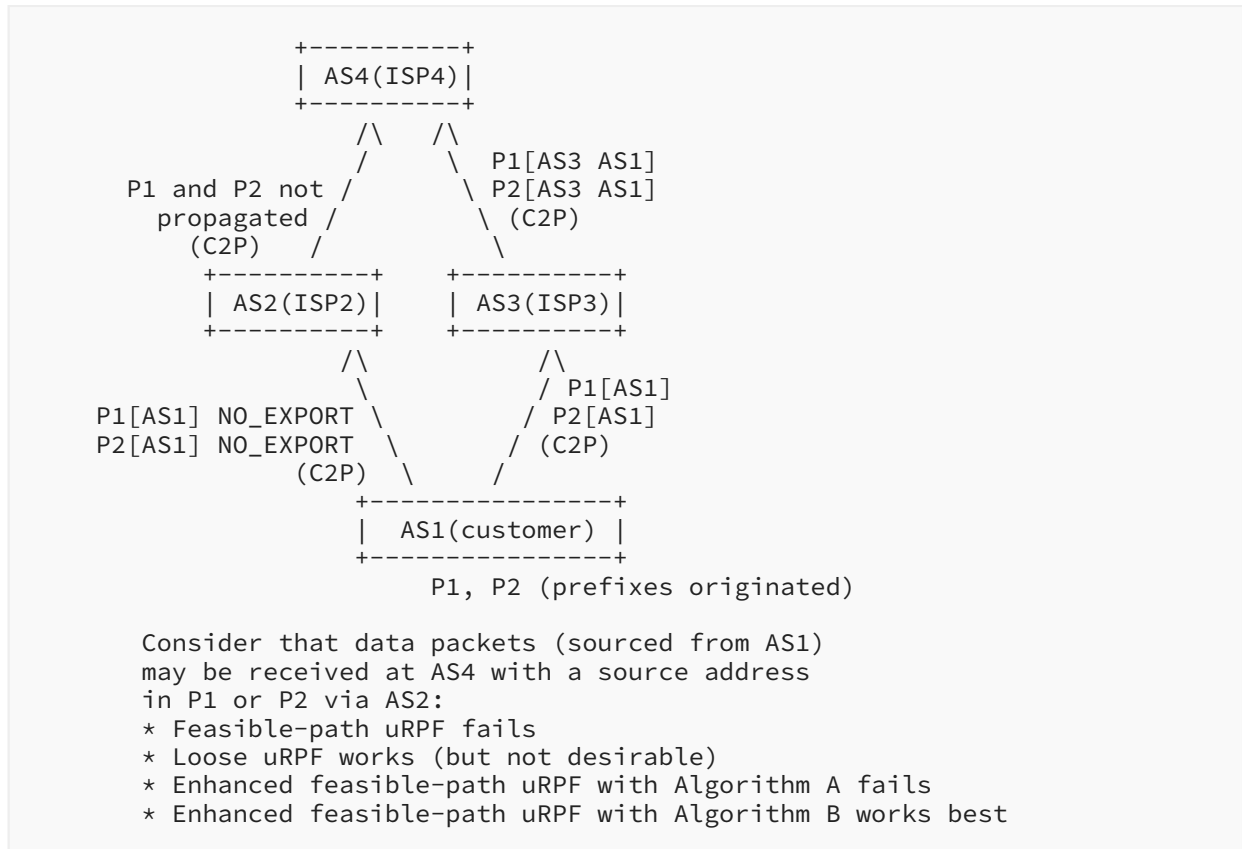 +----------+
| AS4(ISP4)|
+----------+
/\ /\
/ \ P1[AS3 AS1]
P1 and P2 not / \ P2[AS3 AS1]
propagated / \ (C2P)
(C2P) / \
+----------+ +----------+
| AS2(ISP2)| | AS3(ISP3)|
+----------+ +----------+
/\ /\
\ / P1[AS1]
P1[AS1] NO_EXPORT \ / P2[AS1]
P2[AS1] NO_EXPORT \ / (C2P)
(C2P) \ /
+----------------+
| AS1(customer) |
+----------------+
P1, P2 (prefixes originated)
Consider that data packets (sourced from AS1)
may be received at AS4 with a source address
in P1 or P2 via AS2:
* Feasible-path uRPF fails
* Loose uRPF works (but not desirable)
* Enhanced feasible-path uRPF with Algorithm A fails
* Enhanced feasible-path uRPF with Algorithm B works best